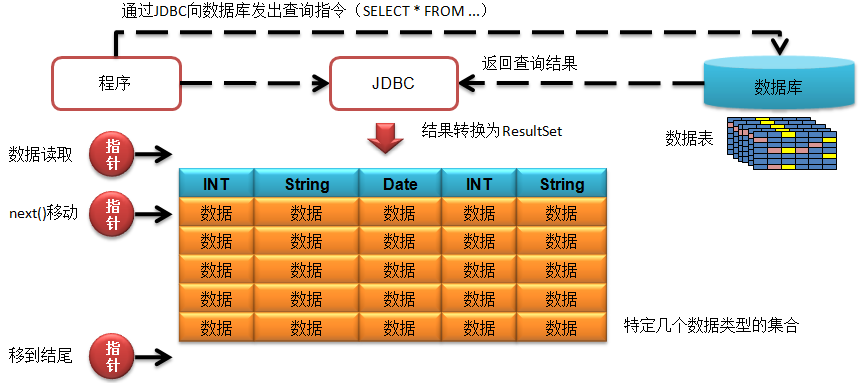 通过JDBC向数据库发出查询指令（SELECT * FROM ...）
程序
JDBC
返回查询结果
数据库
结果转换为ResultSet
数据表
数据读取
指针
INT String Date INT String
next()移动
指针
数据 数据 数据 数据 数据
数据 数据 数据 数据 数据
数据 数据 数据 数据 数据
数据 数据 数据 数据 数据
数据 数据 数据 数据 数据
特定几个数据类型的集合
移到结尾
指针